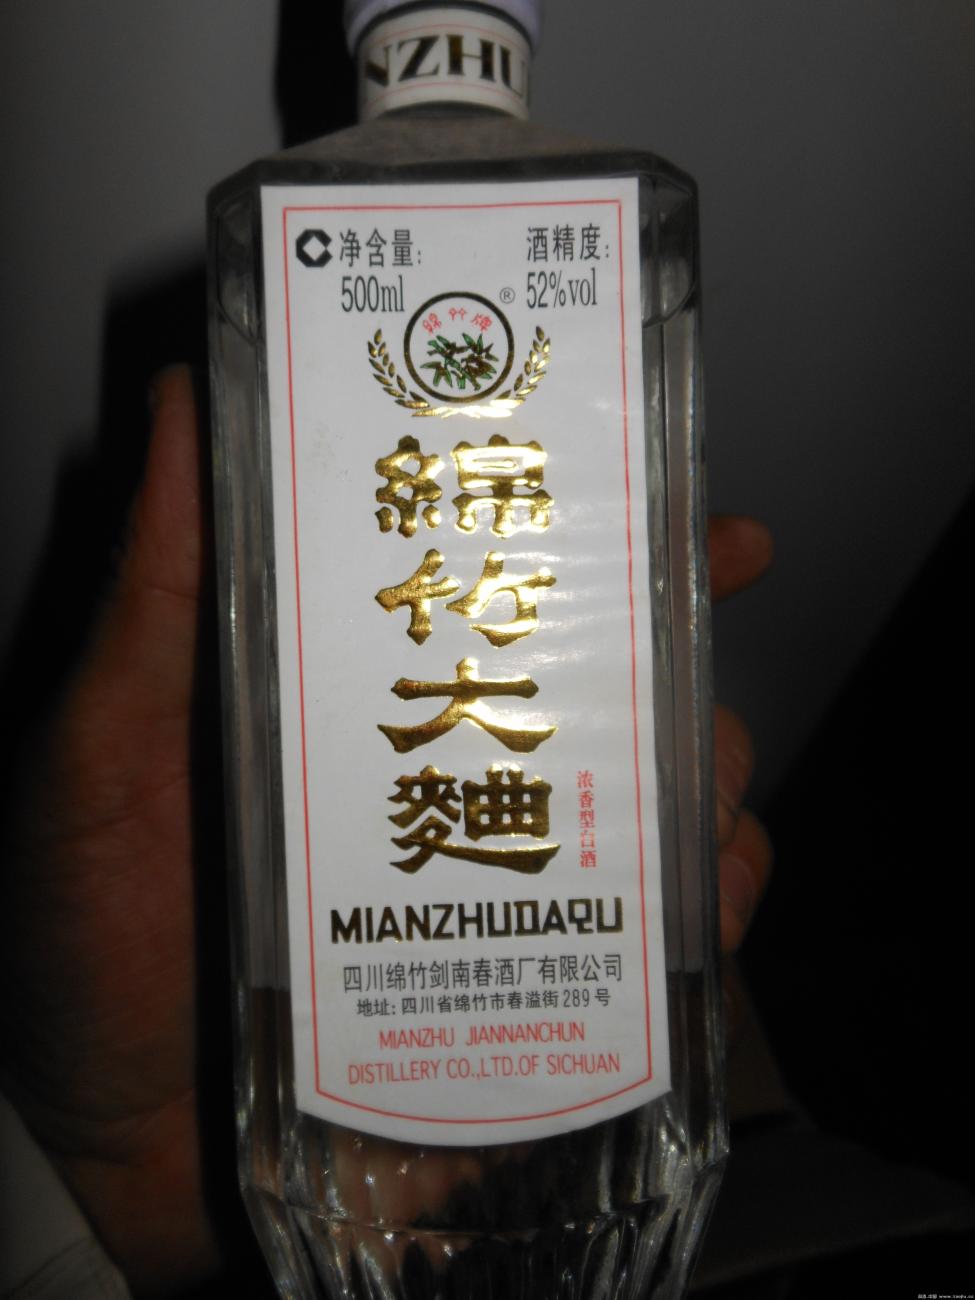 NZHU
净含量:
500ml
酒精度:
52%vol
®
綿竹牌
綿竹大麯
浓香型白酒
MIANZHUDAQU
四川绵竹剑南春酒厂有限公司
地址:四川省绵竹市春溢街289号
MIANZHU JIANNANCHUN
DISTILLERY CO.,LTD.OF SICHUAN